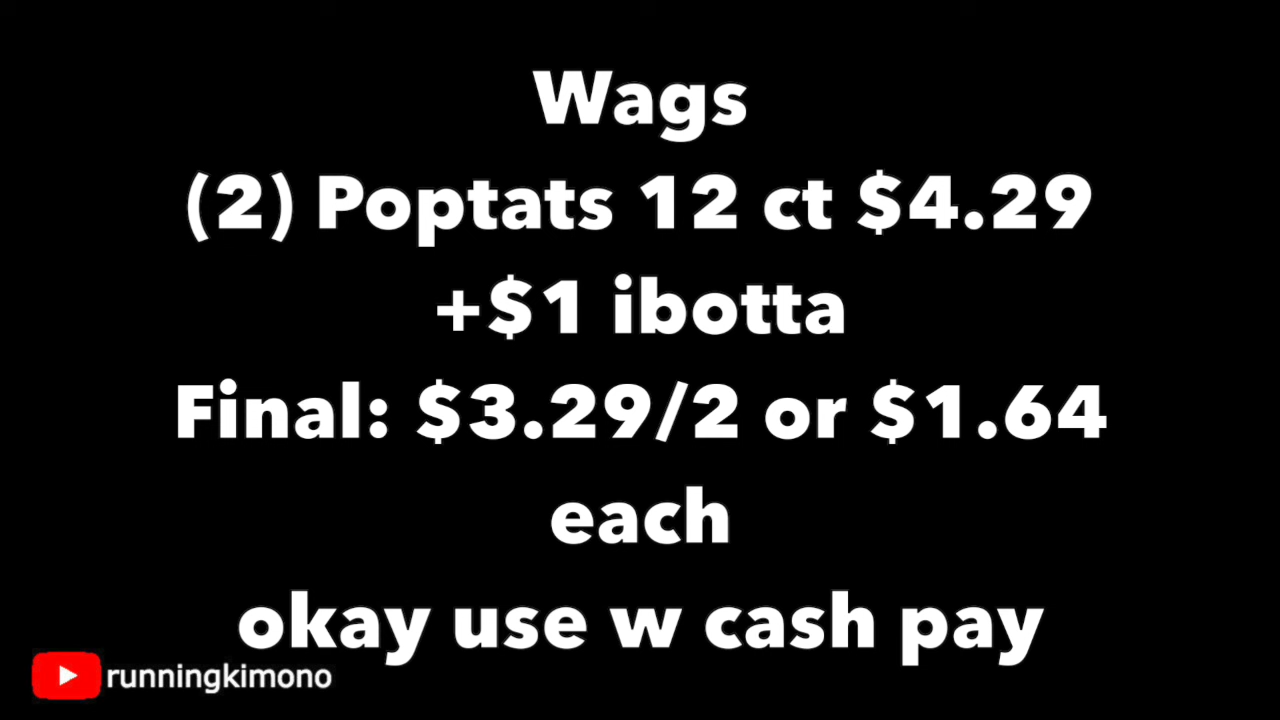 Wags
(2) Poptats 12 ct $4.29
+$1 ibotta
Final: $3.29/2 or $1.64
each
okay use w cash pay
runningkimono